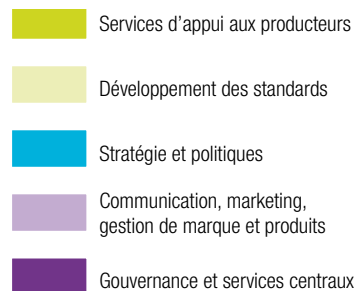 Services d’appui aux producteurs
Développement des standards
Stratégie et politiques
Communication, marketing,
gestion de marque et produits
Gouvernance et services centraux